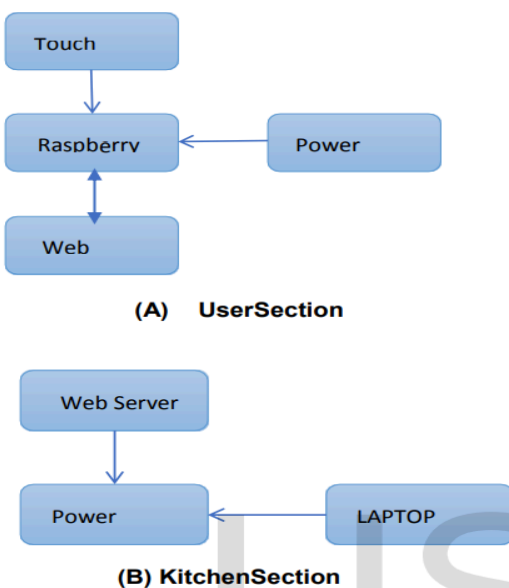 Touch
Raspberry
Power
Web
(A) UserSection
Web Server
Power
LAPTOP
(B) KitchenSection